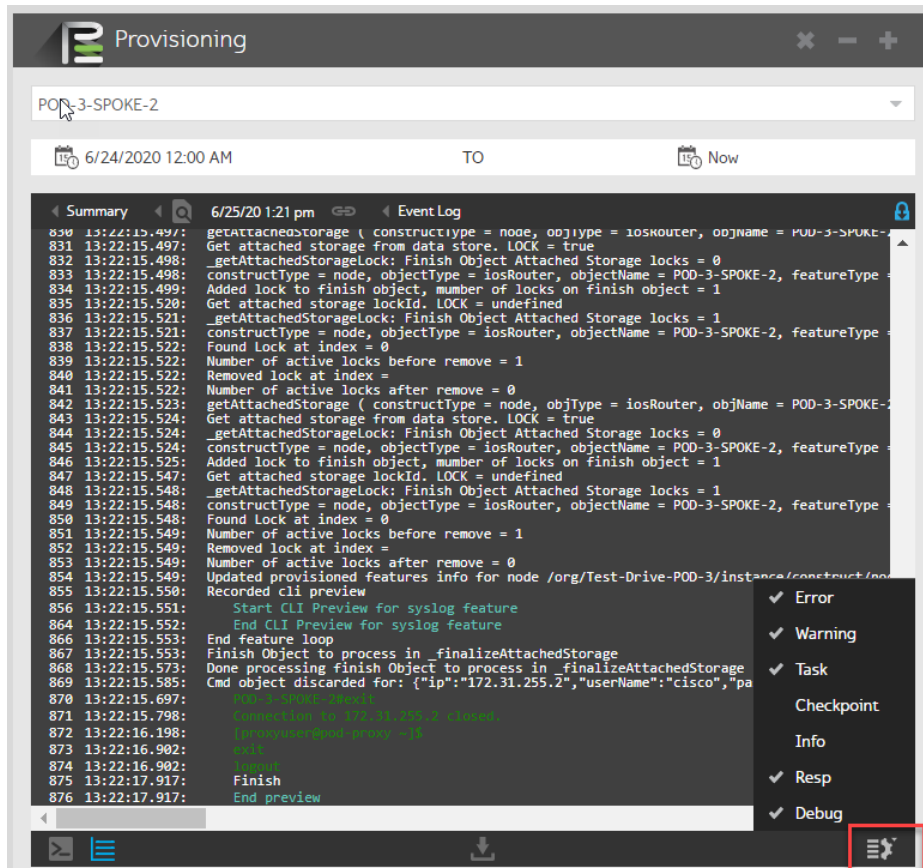 Provisioning
POD-3-SPOKE-2
6/24/2020 12:00 AM TO Now
Summary 6/25/20 1:21 pm Event Log
830 13:22:15.497: getAttachedStorage ( constructType = node, objType = iosRouter, objName = POD-3-SPOKE-2
831 13:22:15.497: Get attached storage from data store. LOCK = true
832 13:22:15.498: _getAttachedStorageLock: Finish Object Attached Storage locks = 0
833 13:22:15.498: constructType = node, objectType = iosRouter, objectName = POD-3-SPOKE-2, featureType =
834 13:22:15.499: Added lock to finish object, mumber of locks on finish object = 1
835 13:22:15.520: Get attached storage lockId. LOCK = undefined
836 13:22:15.521: _getAttachedStorageLock: Finish Object Attached Storage locks = 1
837 13:22:15.521: constructType = node, objectType = iosRouter, objectName = POD-3-SPOKE-2, featureType =
838 13:22:15.522: Found Lock at index = 0
839 13:22:15.522: Number of active locks before remove = 1
840 13:22:15.522: Removed lock at index =
841 13:22:15.522: Number of active locks after remove = 0
842 13:22:15.523: getAttachedStorage ( constructType = node, objType = iosRouter, objName = POD-3-SPOKE-2
843 13:22:15.524: Get attached storage from data store. LOCK = true
844 13:22:15.524: _getAttachedStorageLock: Finish Object Attached Storage locks = 0
845 13:22:15.524: constructType = node, objectType = iosRouter, objectName = POD-3-SPOKE-2, featureType =
846 13:22:15.525: Added lock to finish object, mumber of locks on finish object = 1
847 13:22:15.547: Get attached storage lockId. LOCK = undefined
848 13:22:15.548: _getAttachedStorageLock: Finish Object Attached Storage locks = 1
849 13:22:15.548: constructType = node, objectType = iosRouter, objectName = POD-3-SPOKE-2, featureType =
850 13:22:15.548: Found Lock at index = 0
851 13:22:15.549: Number of active locks before remove = 1
852 13:22:15.549: Removed lock at index =
853 13:22:15.549: Number of active locks after remove = 0
854 13:22:15.549: Updated provisioned features info for node /org/Test-Drive-POD-3/instance/construct/
855 13:22:15.550: Recorded cli preview
856 13:22:15.551: Start CLI Preview for syslog feature
864 13:22:15.552: End CLI Preview for syslog feature
866 13:22:15.553: End feature loop
867 13:22:15.553: Finish Object to process in _finalizeAttachedStorage
868 13:22:15.573: Done processing finish Object to process in _finalizeAttachedStorage
869 13:22:15.585: Cmd object discarded for: {"ip":"172.31.255.2","userName":"cisco","pa
870 13:22:15.697: POD-3-SPOKE-2#exit
871 13:22:15.798: Connection to 172.31.255.2 closed.
872 13:22:16.198: [proxyuser@pod-proxy ~]$
873 13:22:16.902: exit
874 13:22:16.902: logout
875 13:22:17.917: Finish
876 13:22:17.917: End preview
Error
Warning
Task
Checkpoint
Info
Resp
Debug